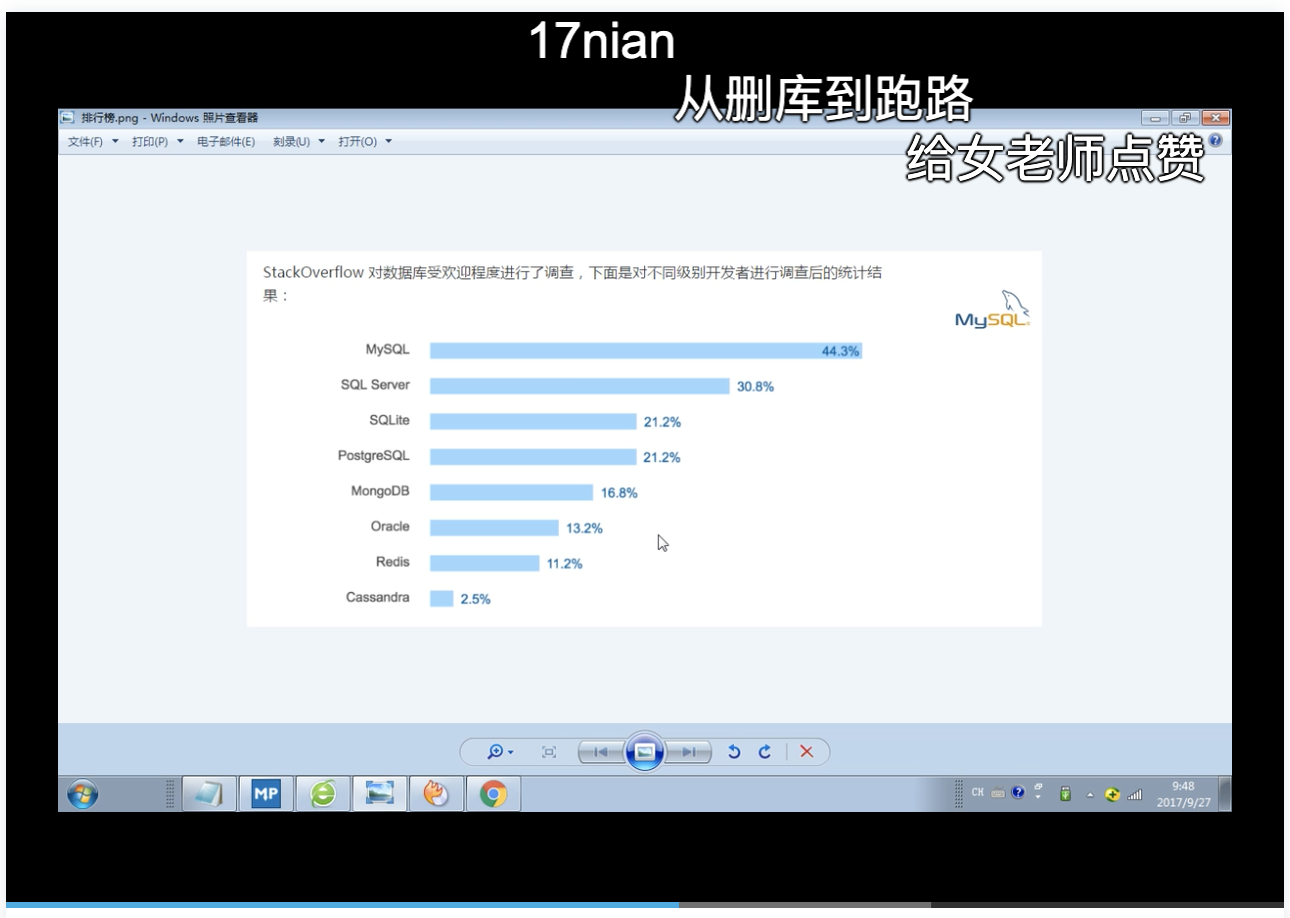 17nian
从删库到跑路
排行榜.png - Windows 照片查看器
给女老师点赞
文件(F) 打印(P) 电子邮件(E) 刻录(U) 打开(O)
StackOverflow 对数据库受欢迎程度进行了调查，下面是对不同级别开发者进行调查后的统计结
果：
MySQL
MySQL 44.3%
SQL Server 30.8%
SQLite 21.2%
PostgreSQL 21.2%
MongoDB 16.8%
Oracle 13.2%
Redis 11.2%
Cassandra 2.5%
MP
CH
9:48
2017/9/27